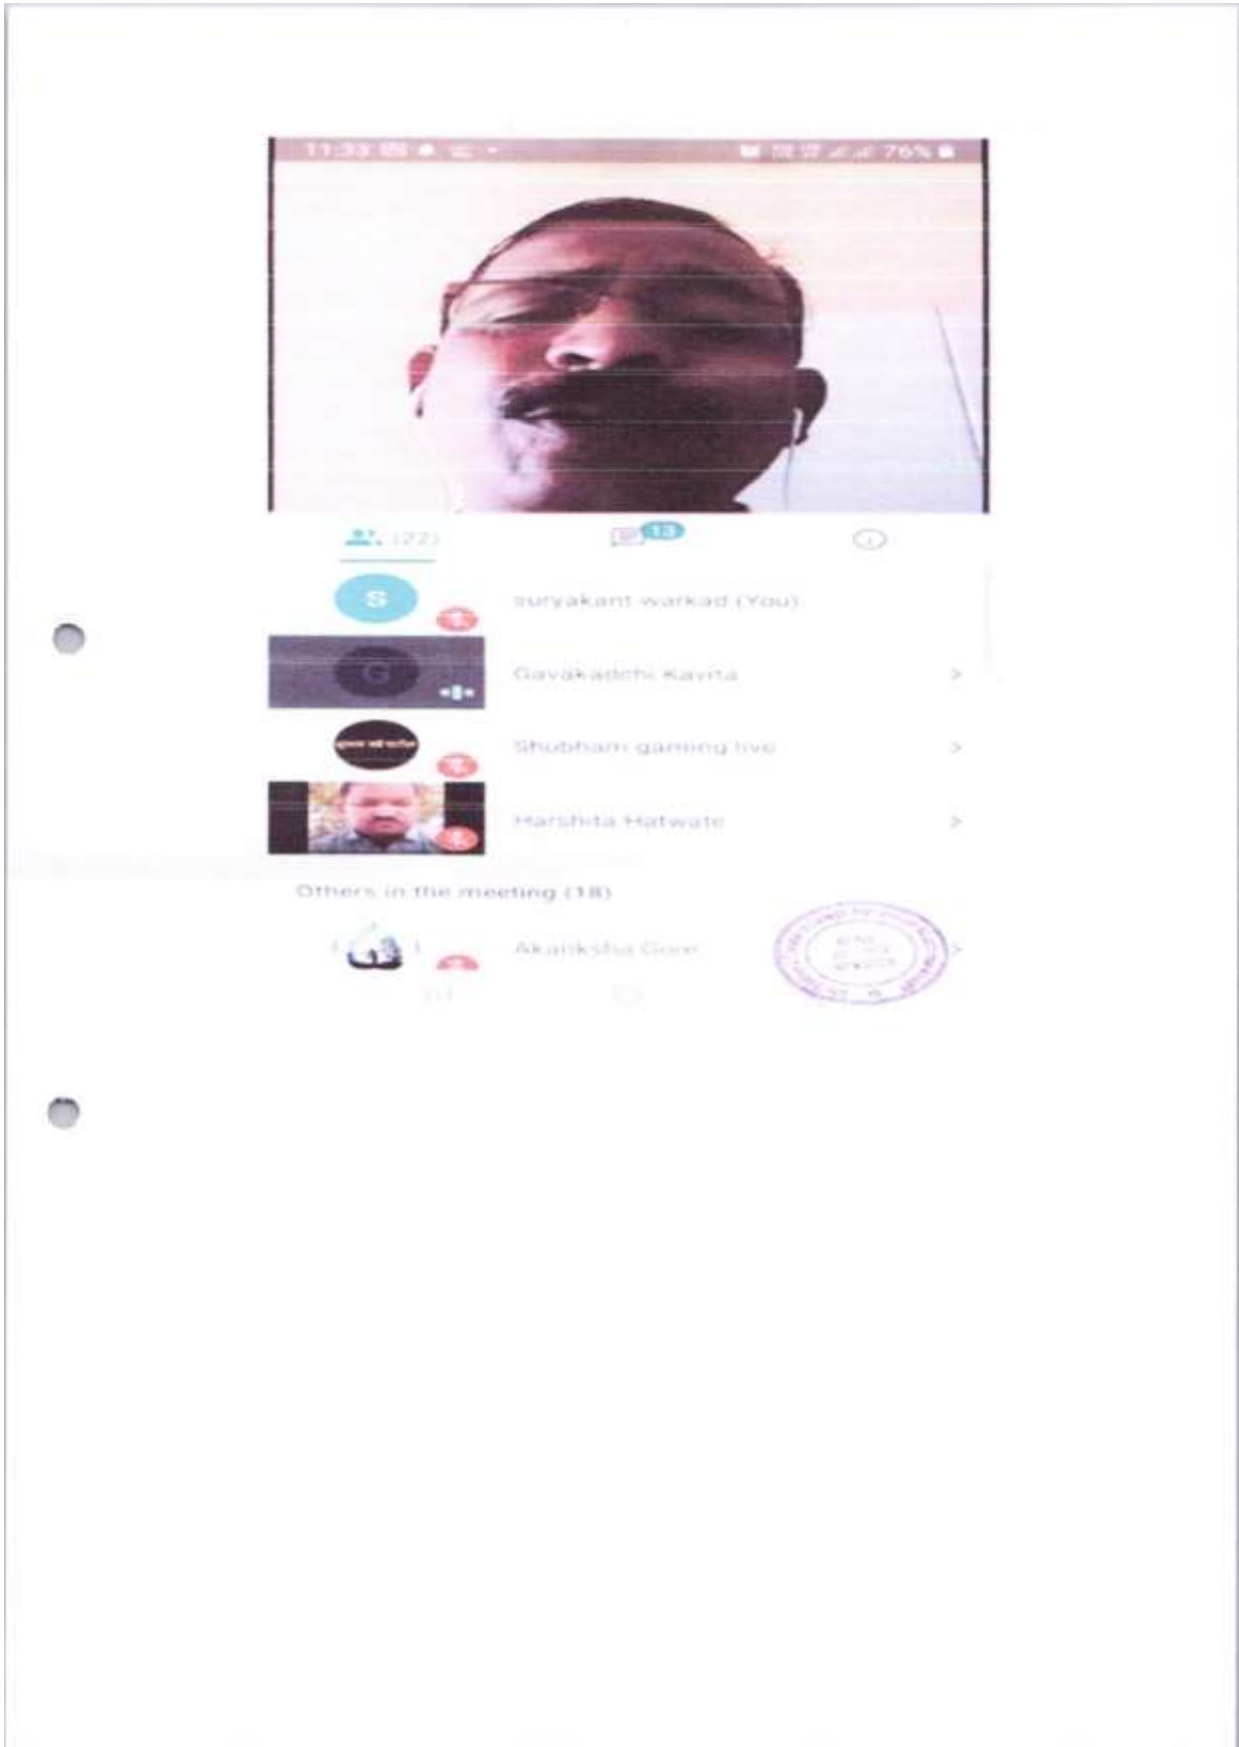 11:33 76%
(22) 13
S suryakant warkad (You)
G Gavakadchi Kavita
Shubham gaming live
Harshita Hatwate
Others in the meeting (18)
Akanksha Gore